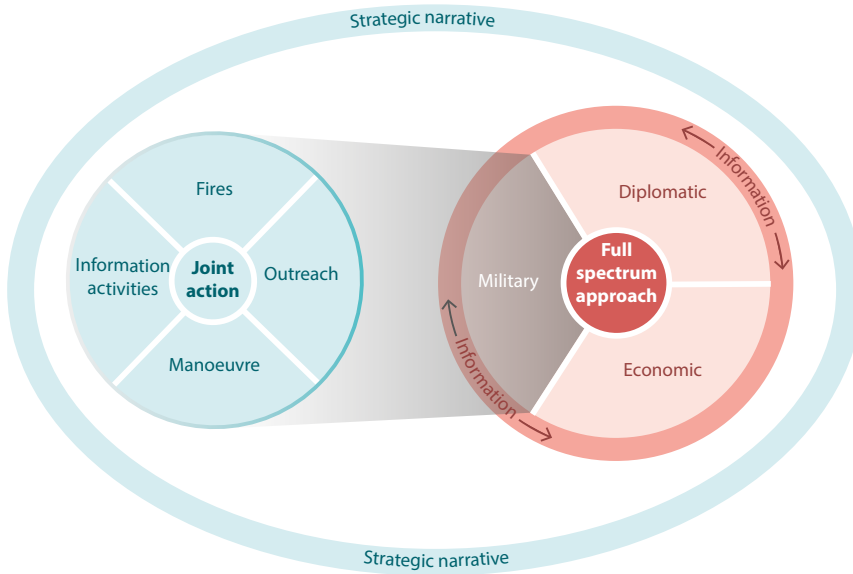 Strategic narrative
Fires
Information
activities
Joint
action
Outreach
Manoeuvre
Information
Diplomatic
Military
Full
spectrum
approach
Economic
Information
Strategic narrative